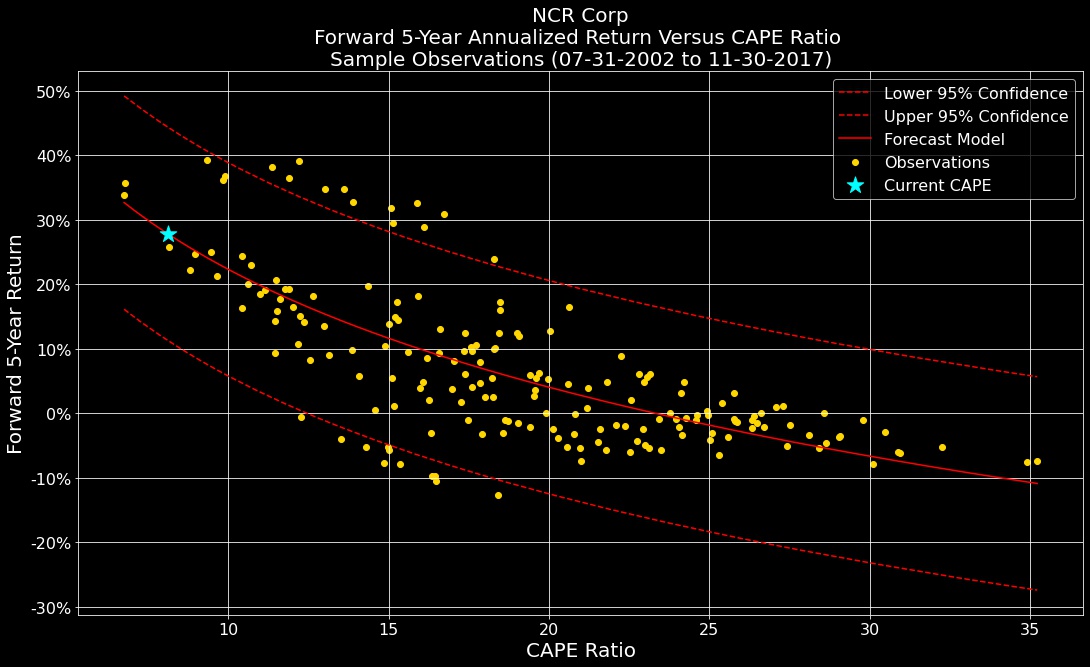 NCR Corp
Forward 5-Year Annualized Return Versus CAPE Ratio
Sample Observations (07-31-2002 to 11-30-2017)
Lower 95% Confidence
Upper 95% Confidence
Forecast Model
Observations
Current CAPE
Forward 5-Year Return
50%
40%
30%
20%
10%
0%
-10%
-20%
-30%
10 15 20 25 30 35
CAPE Ratio